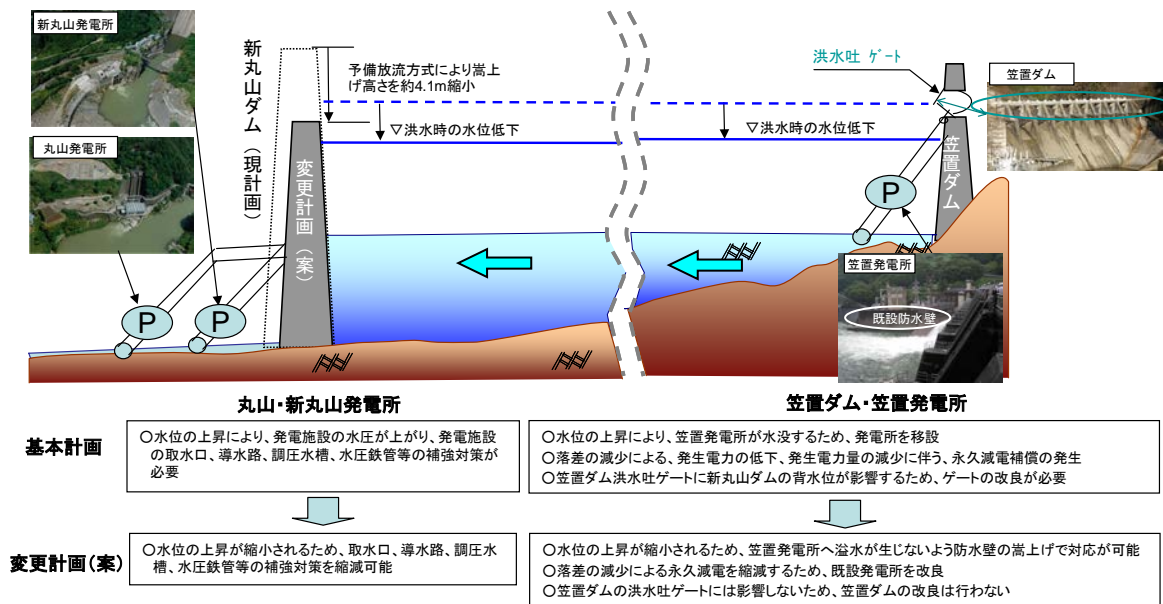 新丸山発電所
丸山発電所
新丸山ダム（現計画）
予備放流方式により嵩上
げ高さを約4.1m縮小
▽洪水時の水位低下
変更計画（案）
P
P
洪水吐 ｹﾞｰﾄ
笠置ダム
▽洪水時の水位低下
笠置ダム
P
笠置発電所
既設防水壁
丸山・新丸山発電所
笠置ダム・笠置発電所
基本計画
○水位の上昇により、発電施設の水圧が上がり、発電施設
の取水口、導水路、調圧水槽、水圧鉄管等の補強対策が
必要
○水位の上昇により、笠置発電所が水没するため、発電所を移設
○落差の減少による、発生電力の低下、発生電力量の減少に伴う、永久減電補償の発生
○笠置ダム洪水吐ゲートに新丸山ダムの背水位が影響するため、ゲートの改良が必要
変更計画（案）
○水位の上昇が縮小されるため、取水口、導水路、調圧水
槽、水圧鉄管等の補強対策を縮減可能
○水位の上昇が縮小されるため、笠置発電所へ溢水が生じないよう防水壁の嵩上げで対応が可能
○落差の減少による永久減電を縮減するため、既設発電所を改良
○笠置ダムの洪水吐ゲートには影響しないため、笠置ダムの改良は行わない